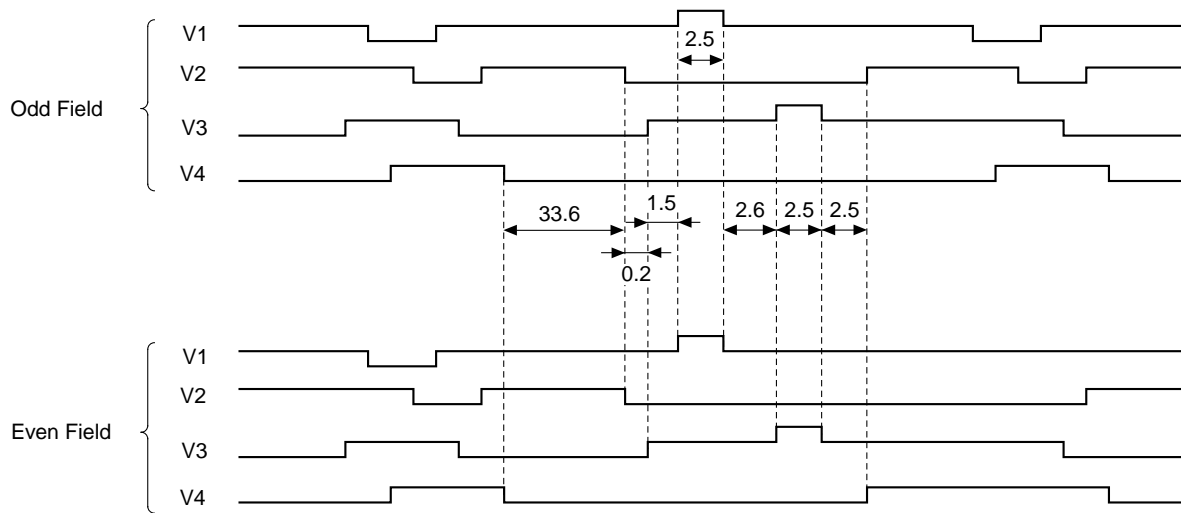 V1
2.5
V2
Odd Field
V3
V4
1.5
33.6
2.6
2.5
2.5
0.2
V1
V2
Even Field
V3
V4